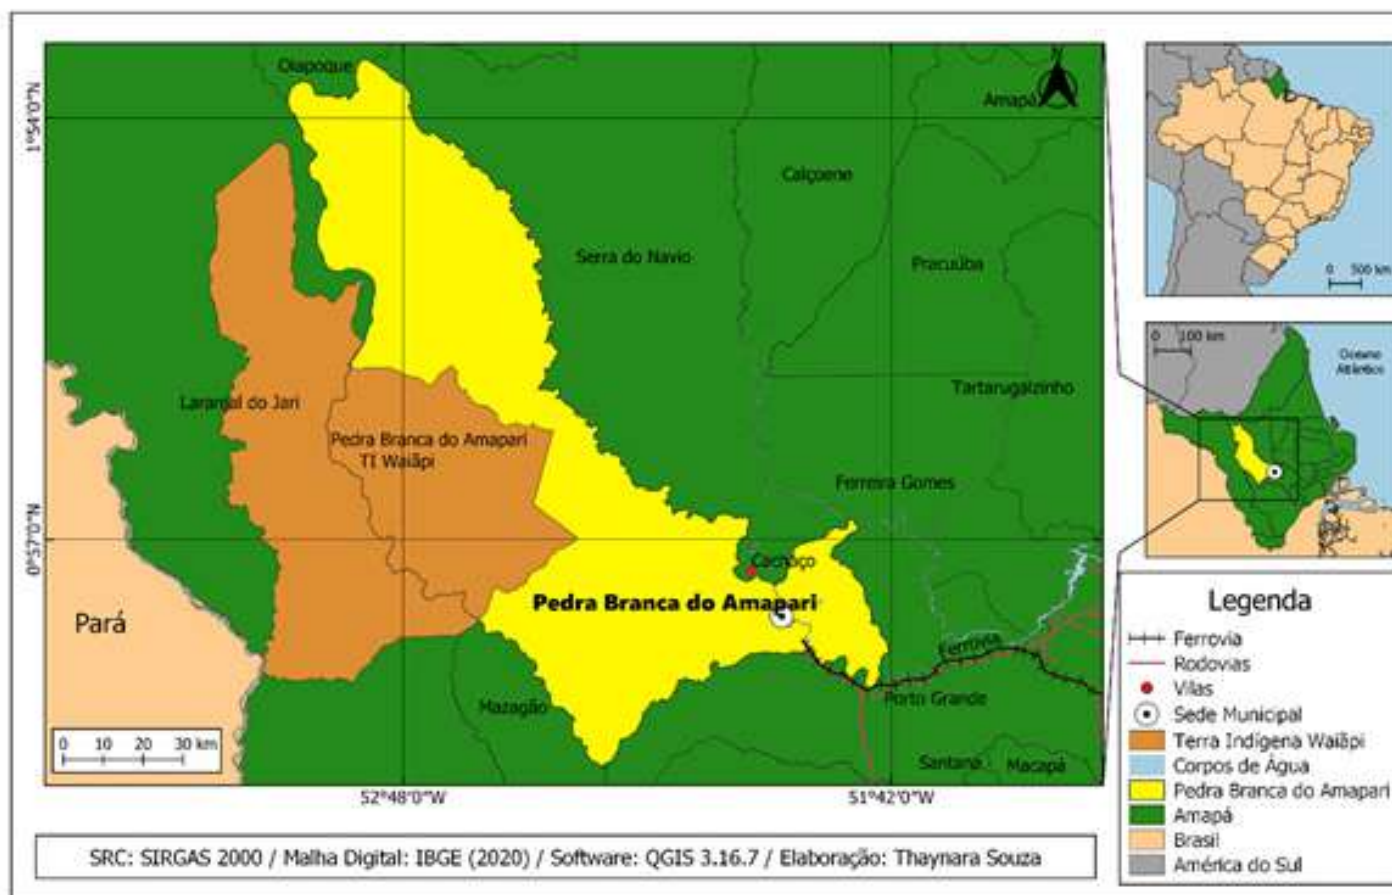 Oiapoque
Amapá
Calçoene
Serra do Navio
Pracuúba
Laranjal do Jari
Tartarugalzinho
Pedra Branca do Amapari
TI Waiãpi
Ferreira Gomes
Cachaço
Pedra Branca do Amapari
Pará
Ferrovia
Porto Grande
Mazagão
Santana
Macapá
0 10 20 30 km
1°54'0"N
0°57'0"N
52°48'0"W
51°42'0"W
0 500 km
0 100 km
Oceano
Atlântico
Legenda
Ferrovia
Rodovias
Vilas
Sede Municipal
Terra Indígena Waiãpi
Corpos de Água
Pedra Branca do Amapari
Amapá
Brasil
América do Sul
SRC: SIRGAS 2000 / Malha Digital: IBGE (2020) / Software: QGIS 3.16.7 / Elaboração: Thaynara Souza